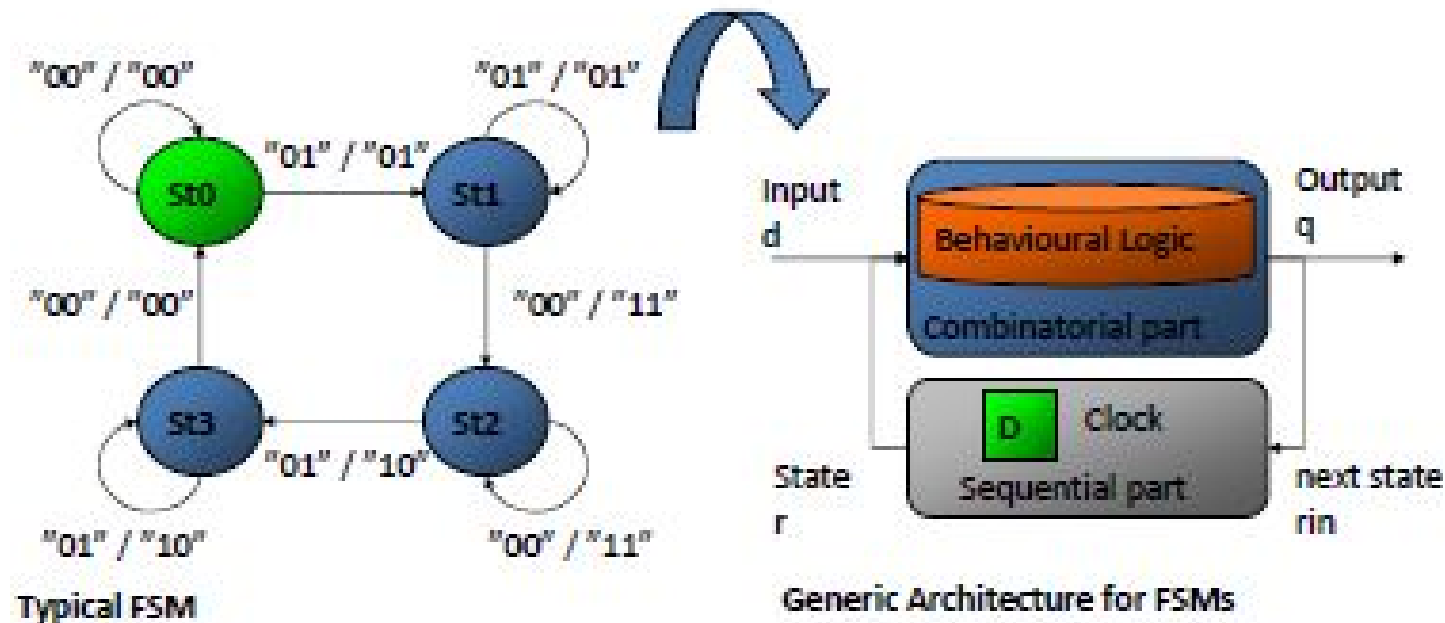 "00" / "00"
"01" / "01"
"01" / "01"
St0
St1
"00" / "00"
"00" / "11"
St3
St2
"01" / "10"
"01" / "10"
"00" / "11"
Typical FSM
Input
d
Behavioural Logic
Combinatorial part
Output
q
D
Clock
Sequential part
State
r
next state
rin
Generic Architecture for FSMs